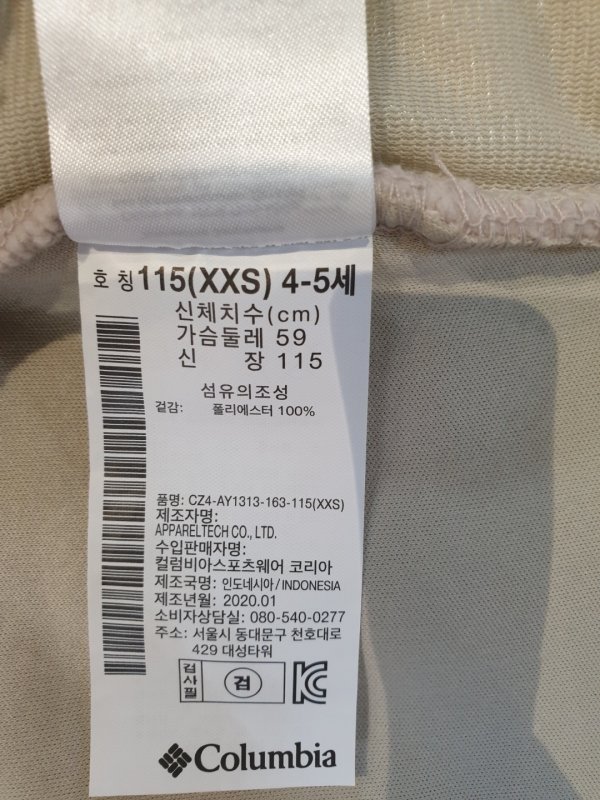 호 칭 115(XXS) 4-5세
신체치수(cm)
가슴둘레 59
신 장 115
섬유의조성
겉감: 폴리에스터 100%
품명: CZ4-AY1313-163-115(XXS)
제조자명:
APPARELTECH CO., LTD.
수입판매자명:
컬럼비아스포츠웨어 코리아
제조국명: 인도네시아/INDONESIA
제조년월: 2020.01
소비자상담실: 080-540-0277
주소: 서울시 동대문구 천호대로
429 대성타워
검사필 검 KC
Columbia